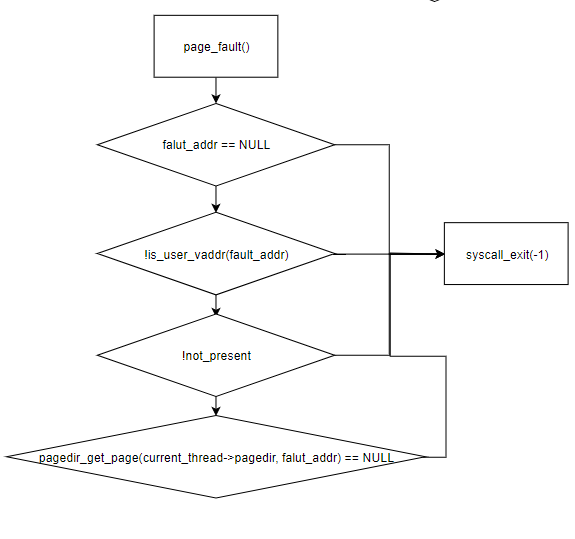 page_fault()
falut_addr == NULL
!is_user_vaddr(fault_addr)
syscall_exit(-1)
!not_present
pagedir_get_page(current_thread->pagedir, falut_addr) == NULL